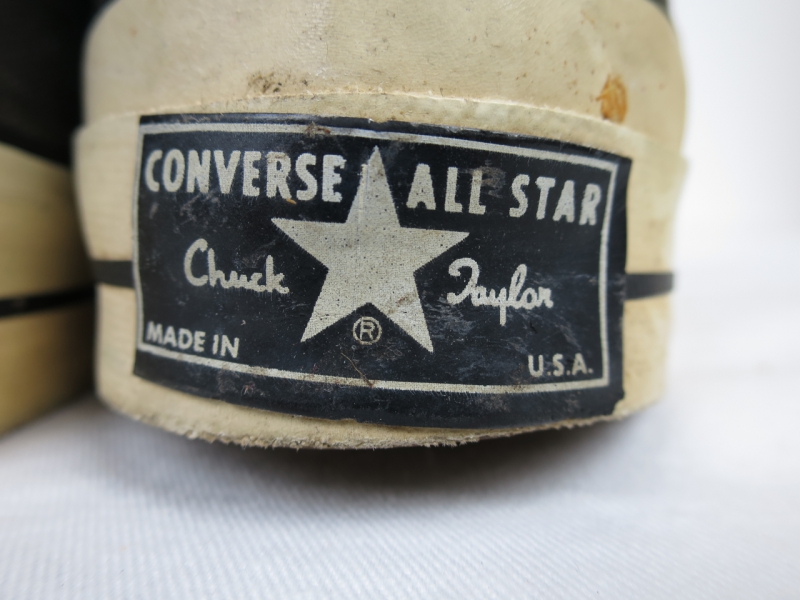 CONVERSE ALL STAR
Chuck Taylor
®
MADE IN U.S.A.